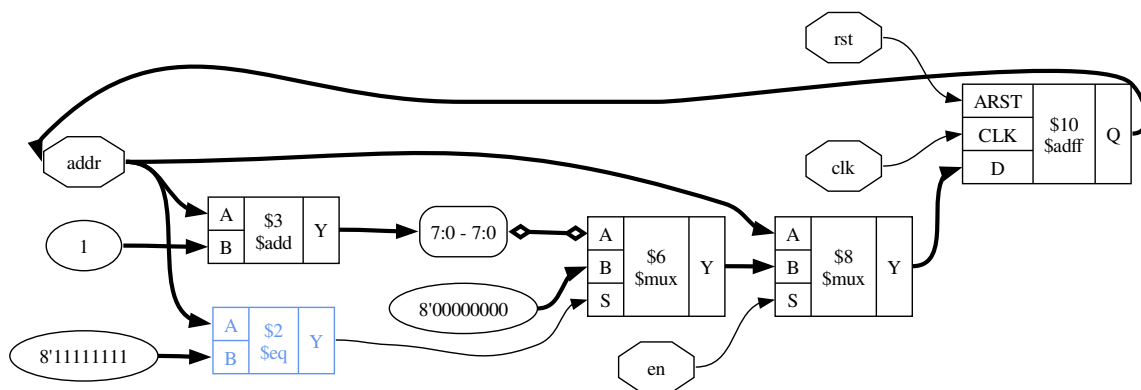 rst
ARST
CLK
D
$10
$adff
Q
clk
addr
A
B
$3
$add
Y
1
7:0 - 7:0
A
B
S
$6
$mux
Y
A
B
S
$8
$mux
Y
8'00000000
A
B
$2
$eq
Y
8'11111111
en